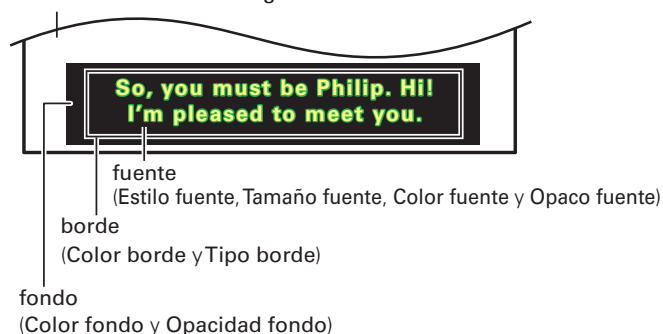 So, you must be Philip. Hi!
I'm pleased to meet you.
fuente
(Estilo fuente, Tamaño fuente, Color fuente y Opaco fuente)
borde
(Color borde y Tipo borde)
fondo
(Color fondo y Opacidad fondo)